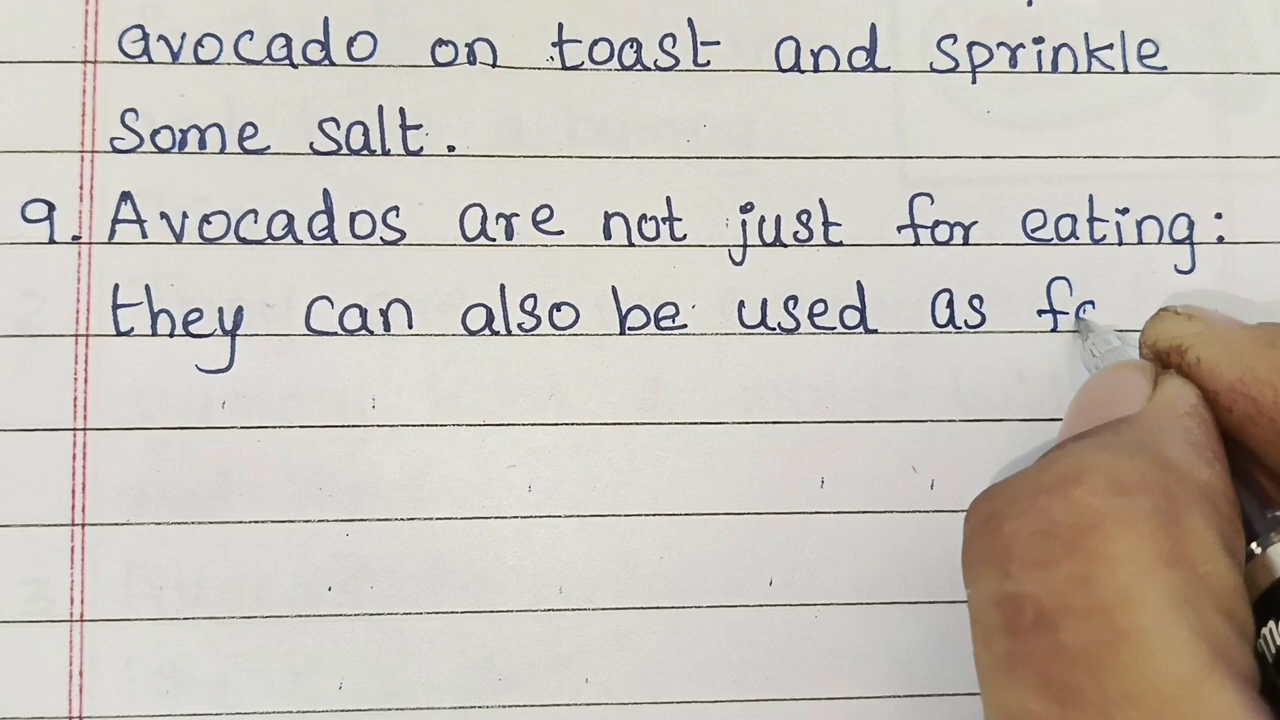 avocado on toast and sprinkle
some salt.
9. Avocados are not just for eating:
they can also be used as